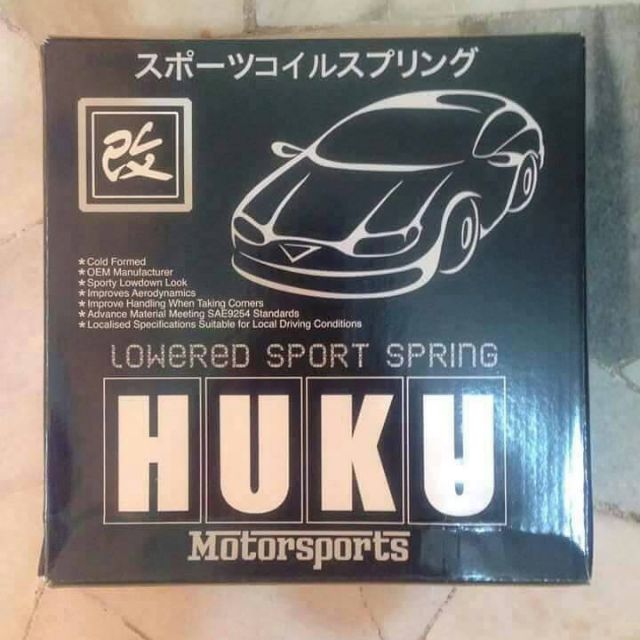 スポーツコイルスプリング
改
★Cold Formed
★OEM Manufacturer
★Sporty Lowdown Look
★Improves Aerodynamics
★Improve Handling When Taking Corners
★Advance Material Meeting SAE9254 Standards
★Localised Specifications Suitable for Local Driving Conditions
LOWERED SPORT SPRING
HUKU
Motorsports